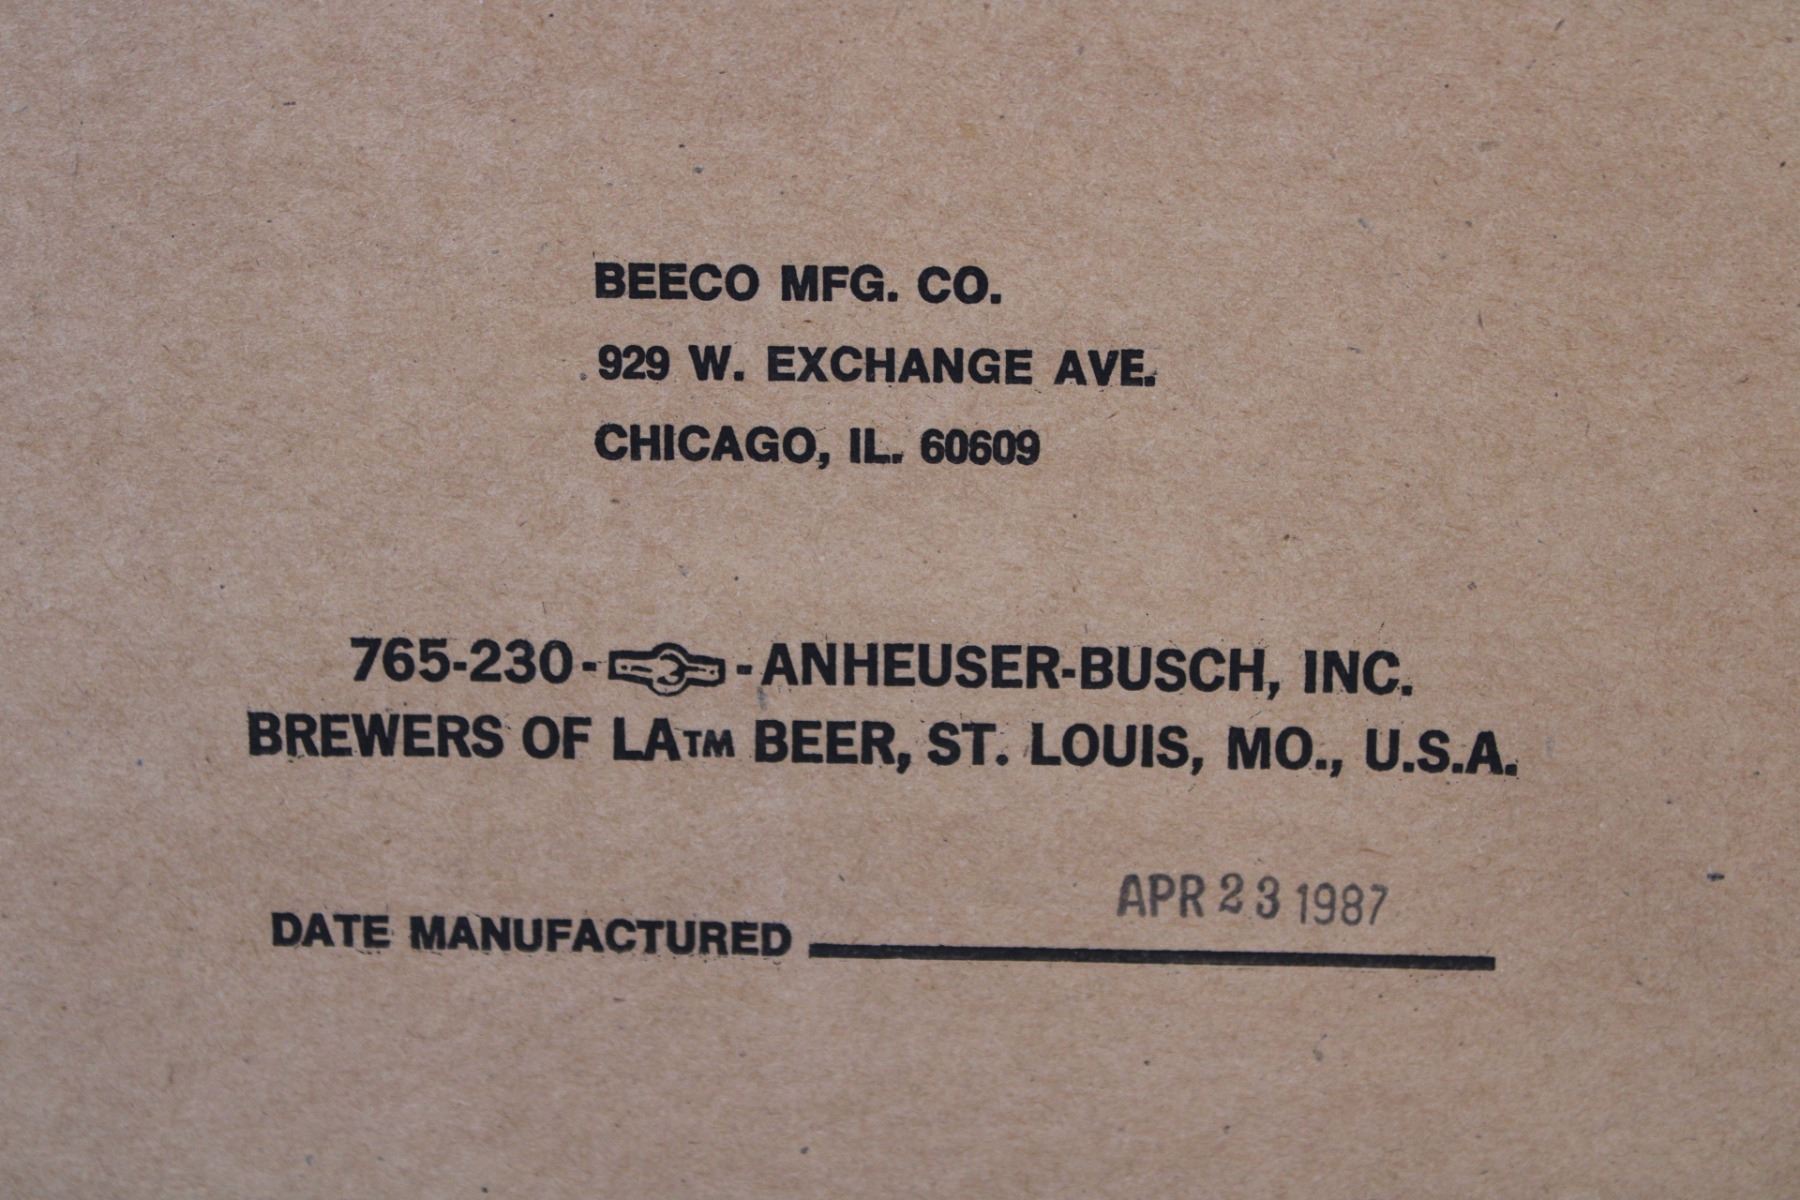 BEECO MFG. CO.
929 W. EXCHANGE AVE.
CHICAGO, IL. 60609
765-230- -ANHEUSER-BUSCH, INC.
BREWERS OF LA™ BEER, ST. LOUIS, MO., U.S.A.
APR 23 1987
DATE MANUFACTURED